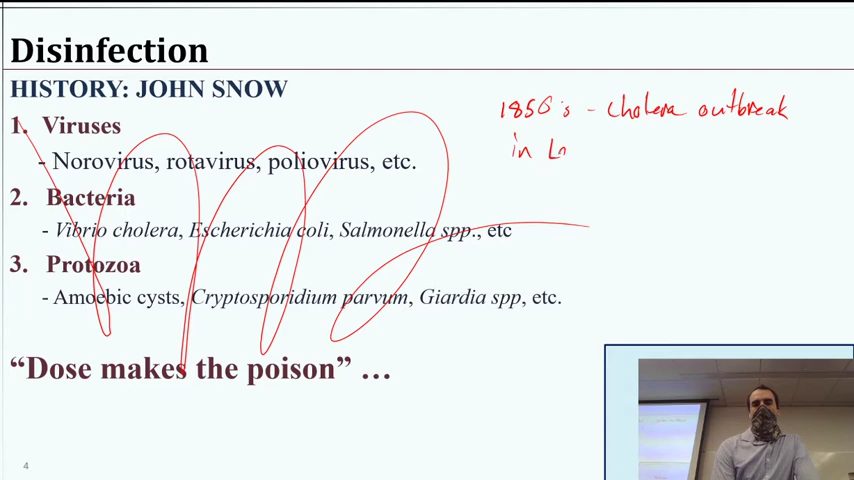 Disinfection
HISTORY: JOHN SNOW
1850's - cholera outbreak
in Lo
1. Viruses
- Norovirus, rotavirus, poliovirus, etc.
2. Bacteria
- Vibrio cholera, Escherichia coli, Salmonella spp., etc
3. Protozoa
- Amoebic cysts, Cryptosporidium parvum, Giardia spp, etc.
“Dose makes the poison” …
4